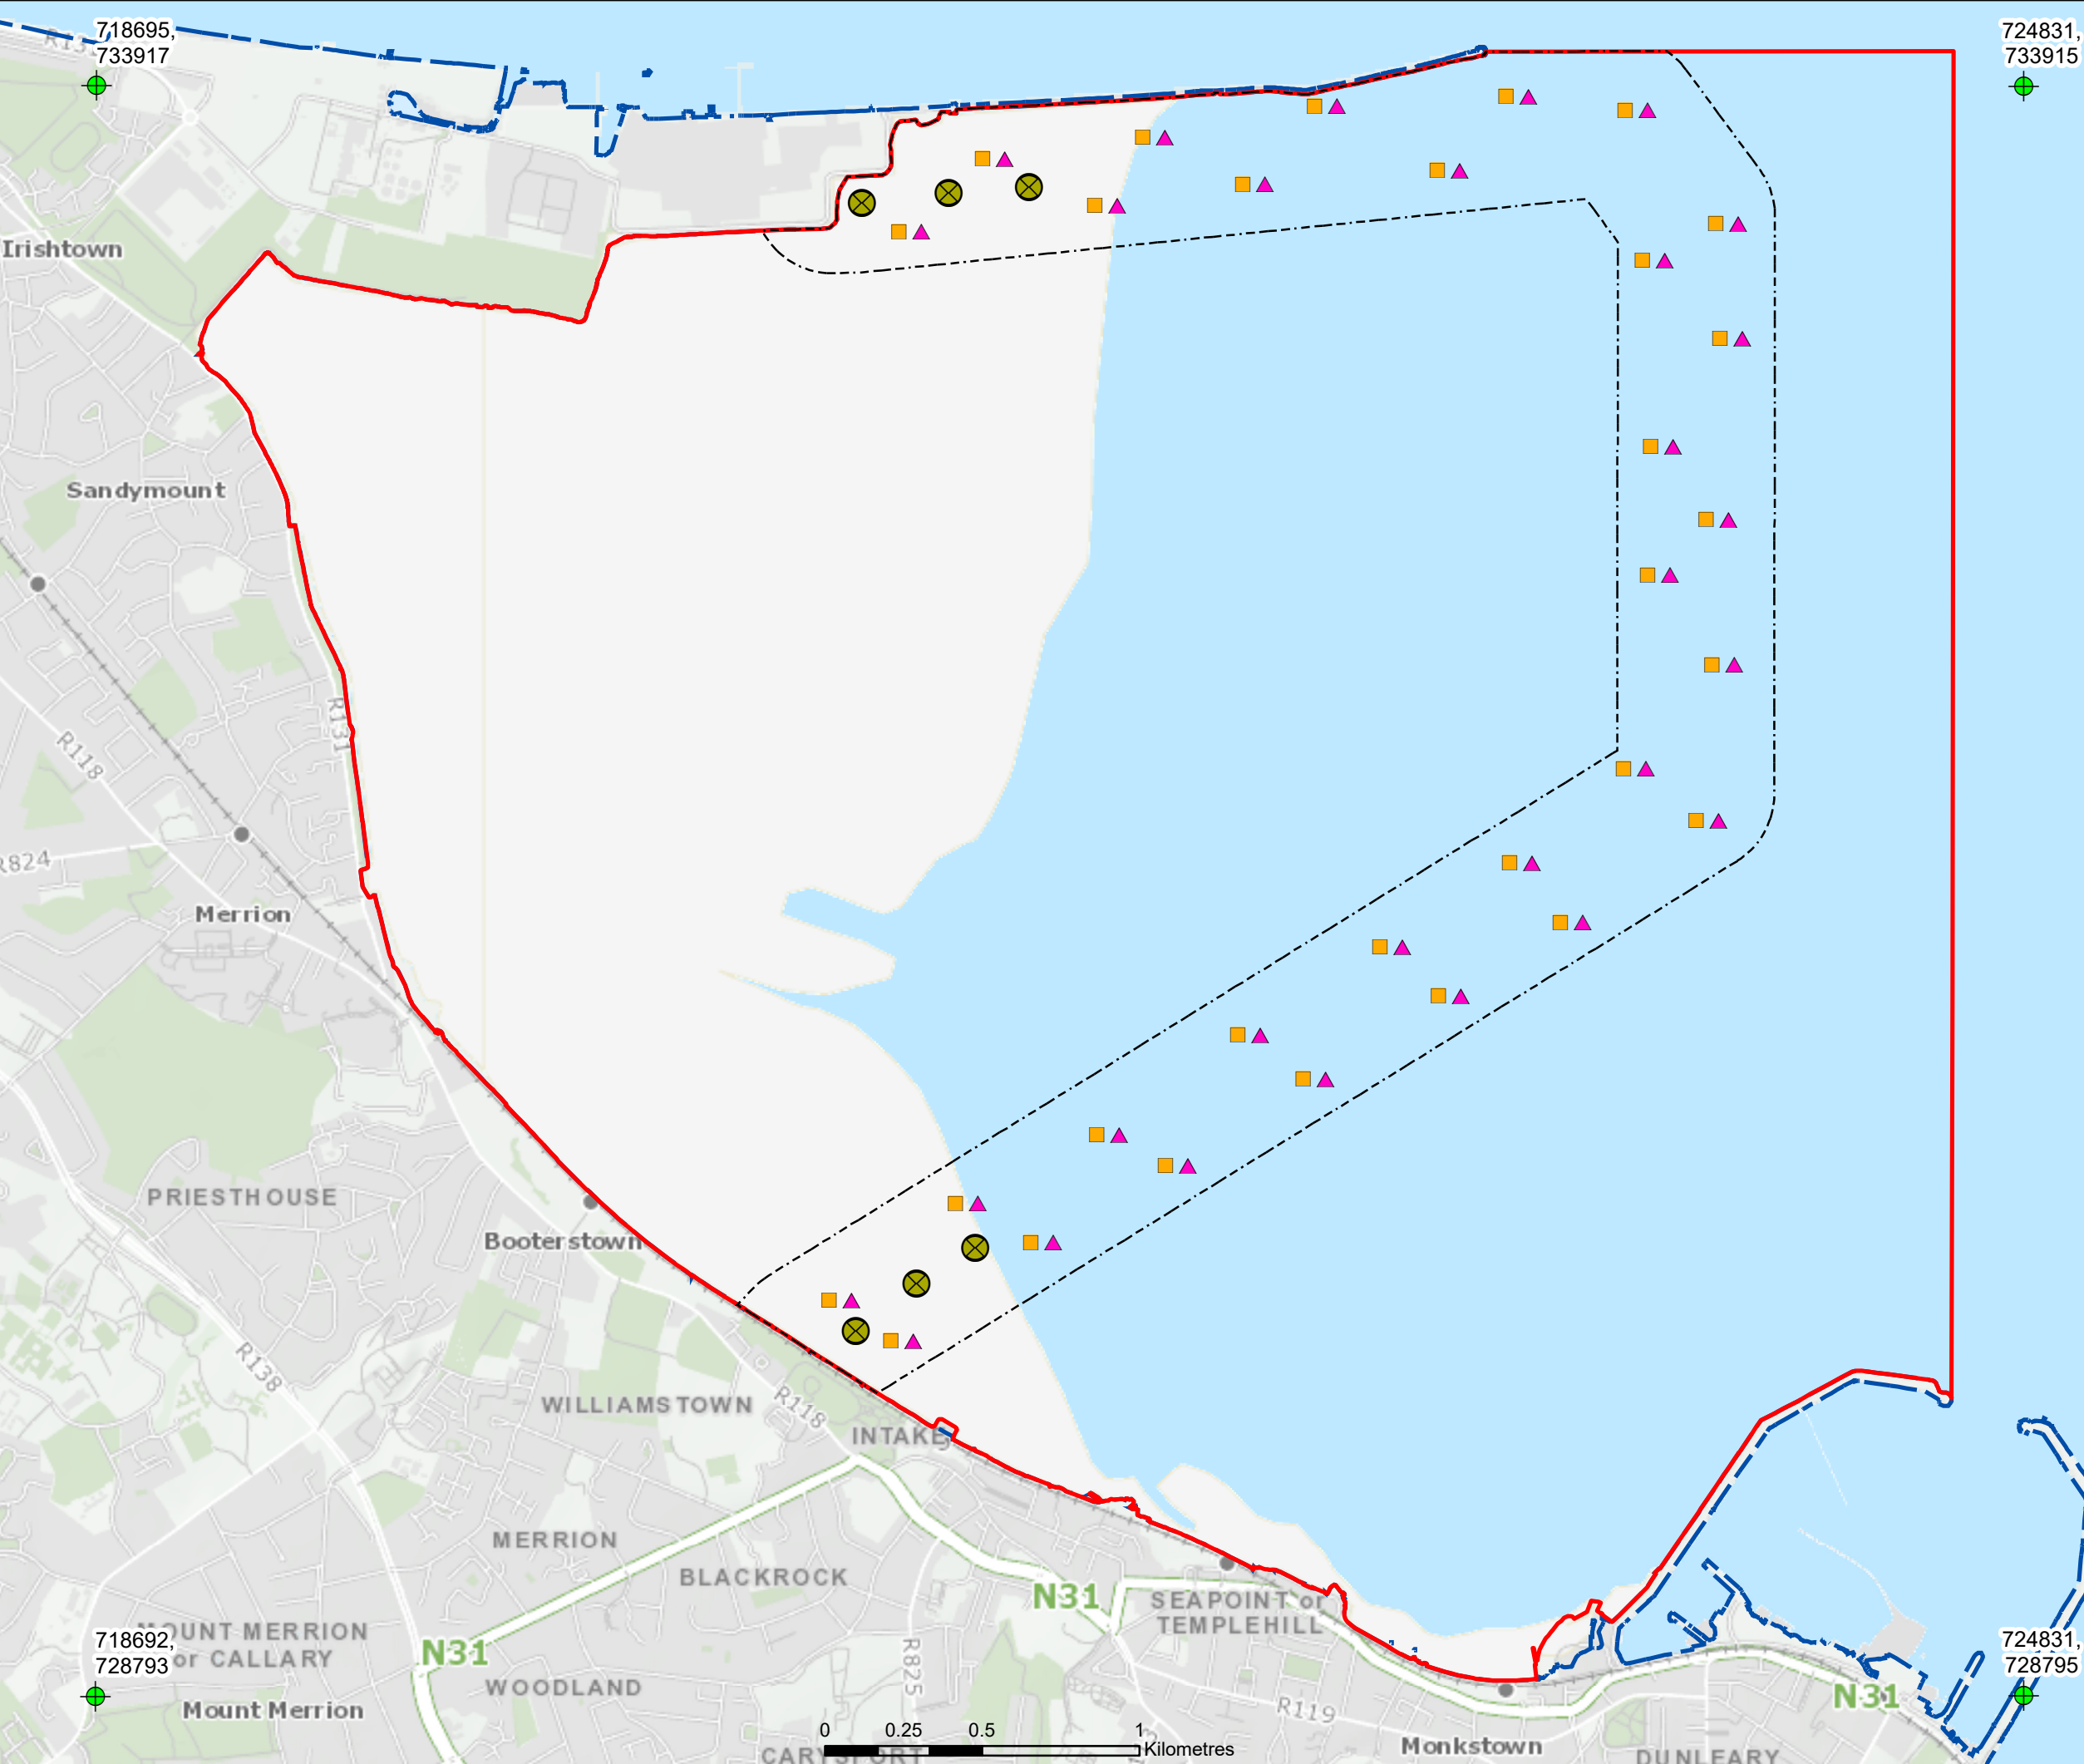 718695,
733917
724831,
733915
R131
Irishtown
Sandymount
R131
R118
R824
Merrion
PRIESTHOUSE
Booterstown
R138
WILLIAMSTOWN
R118
INTAKE
MERRION
BLACKROCK
N31
SEAPOINT or
TEMPLEHILL
718692,
728793
MOUNT MERRION
or CALLARY
N31
R825
WOODLAND
Mount Merrion
724831,
728795
N31
R119
0 0.25 0.5 1
Kilometres
CARYSFORT
Monkstown
DUNLEARY